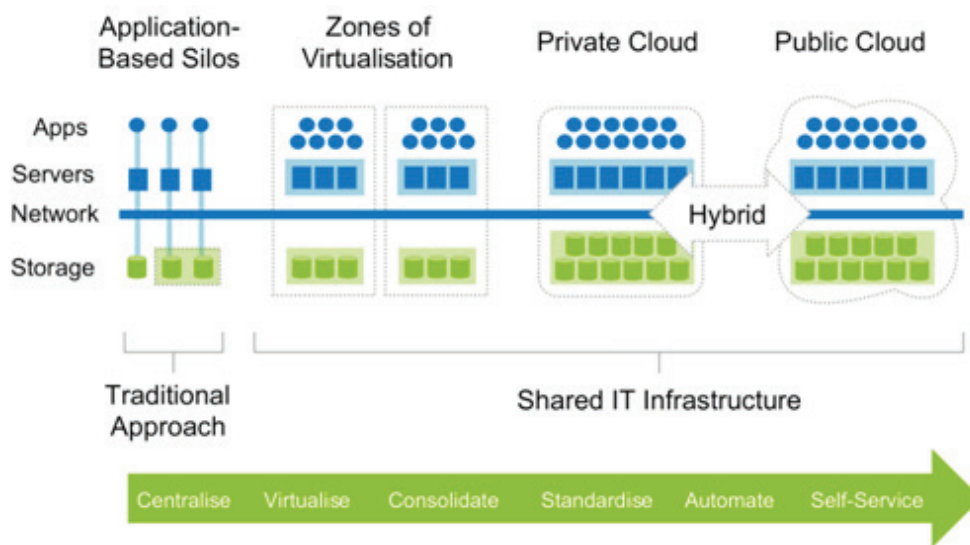 Application-
Based Silos
Zones of
Virtualisation
Private Cloud
Public Cloud
Apps
Servers
Network
Hybrid
Storage
Traditional
Approach
Shared IT Infrastructure
Centralise
Virtualise
Consolidate
Standardise
Automate
Self-Service